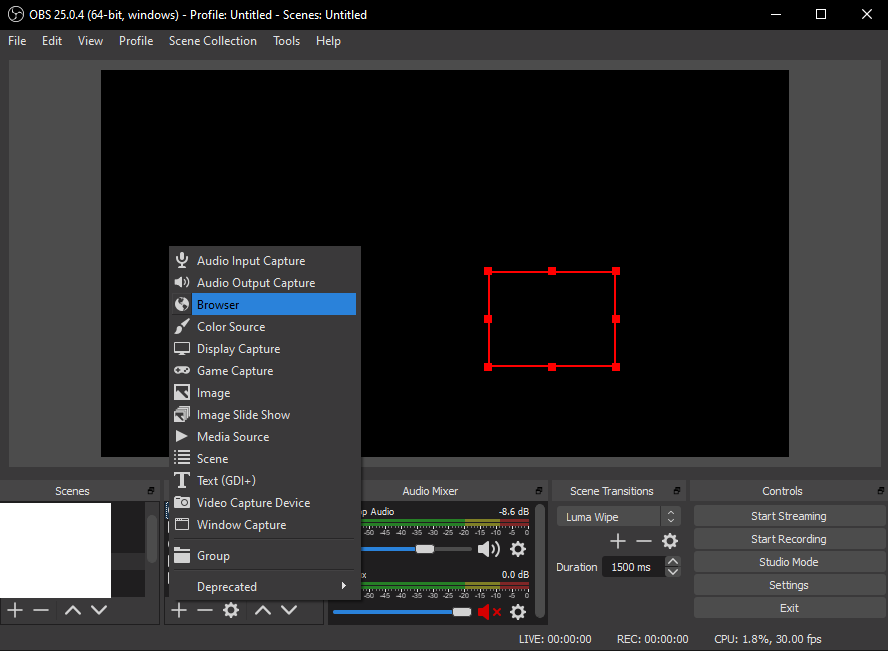 OBS 25.0.4 (64-bit, windows) - Profile: Untitled - Scenes: Untitled
File Edit View Profile Scene Collection Tools Help
Audio Input Capture
Audio Output Capture
Browser
Color Source
Display Capture
Game Capture
Image
Image Slide Show
Media Source
Scene
Text (GDI+)
Video Capture Device
Window Capture
Group
Deprecated
Scenes
Audio Mixer
-8.6 dB
-50 -45 -40 -35 -30 -25 -20 -15 -10 -5 0
0.0 dB
-50 -45 -40 -35 -30 -25 -20 -15 -10 -5 0
Scene Transitions
Luma Wipe
Duration 1500 ms
Controls
Start Streaming
Start Recording
Studio Mode
Settings
Exit
LIVE: 00:00:00 REC: 00:00:00 CPU: 1.8%, 30.00 fps